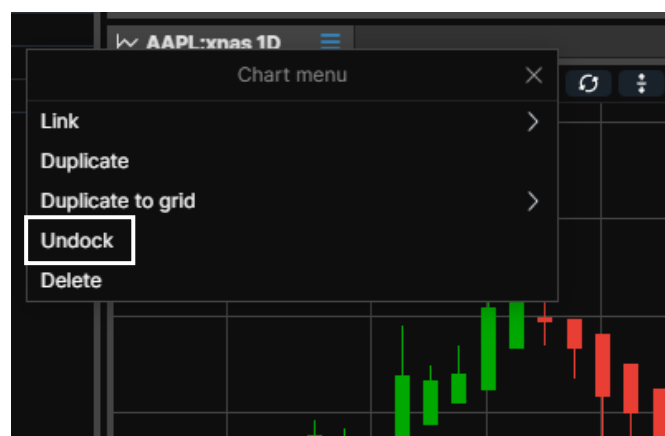 AAPL:xnas 1D
Chart menu
Link
Duplicate
Duplicate to grid
Undock
Delete